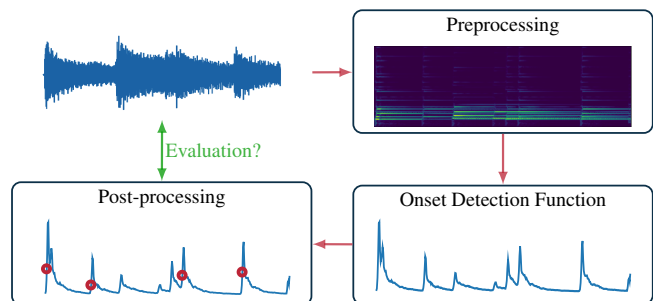 Preprocessing
Evaluation?
Post-processing
Onset Detection Function